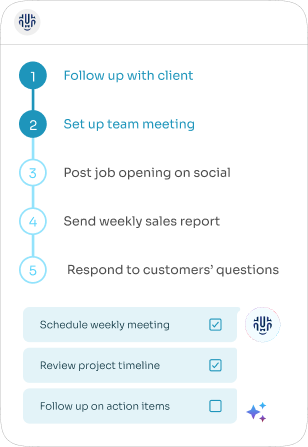 1 Follow up with client
2 Set up team meeting
3 Post job opening on social
4 Send weekly sales report
5 Respond to customers’ questions
Schedule weekly meeting
Review project timeline
Follow up on action items